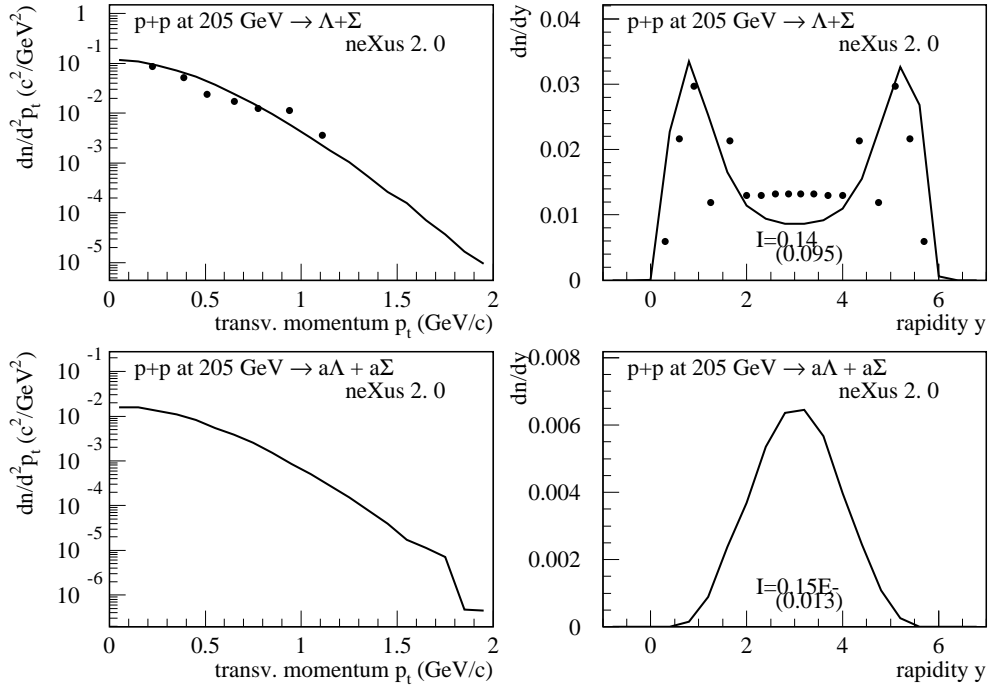 p+p at 205 GeV → Λ+Σ
neXus 2. 0
dn/d²pₜ (c²/GeV²)
1
10⁻¹
10⁻²
10⁻³
10⁻⁴
10⁻⁵
0 0.5 1 1.5 2
transv. momentum pₜ (GeV/c)
p+p at 205 GeV → Λ+Σ
neXus 2. 0
dn/dy
0.04
0.03
0.02
0.01
0
I=0.14
(0.095)
0 2 4 6
rapidity y
p+p at 205 GeV → aΛ + aΣ
neXus 2. 0
dn/d²pₜ (c²/GeV²)
10⁻¹
10⁻²
10⁻³
10⁻⁴
10⁻⁵
10⁻⁶
0 0.5 1 1.5 2
transv. momentum pₜ (GeV/c)
p+p at 205 GeV → aΛ + aΣ
neXus 2. 0
dn/dy
0.008
0.006
0.004
0.002
0
I=0.15E-
(0.013)
0 2 4 6
rapidity y